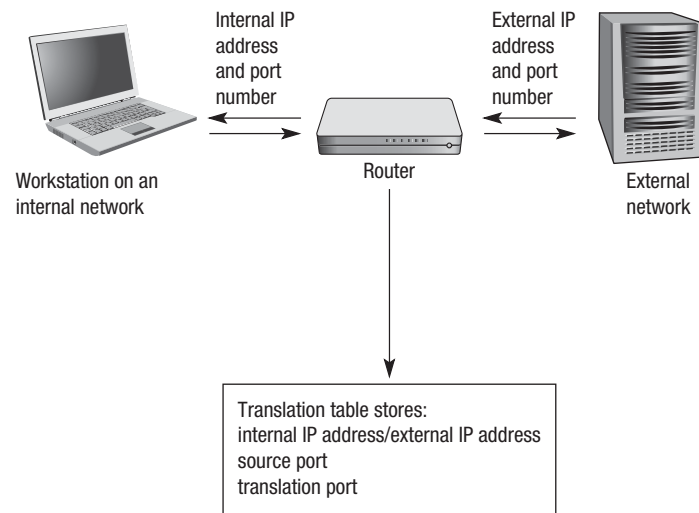 Internal IP
address
and port
number
External IP
address
and port
number
Workstation on an
internal network
Router
External
network
Translation table stores:
internal IP address/external IP address
source port
translation port